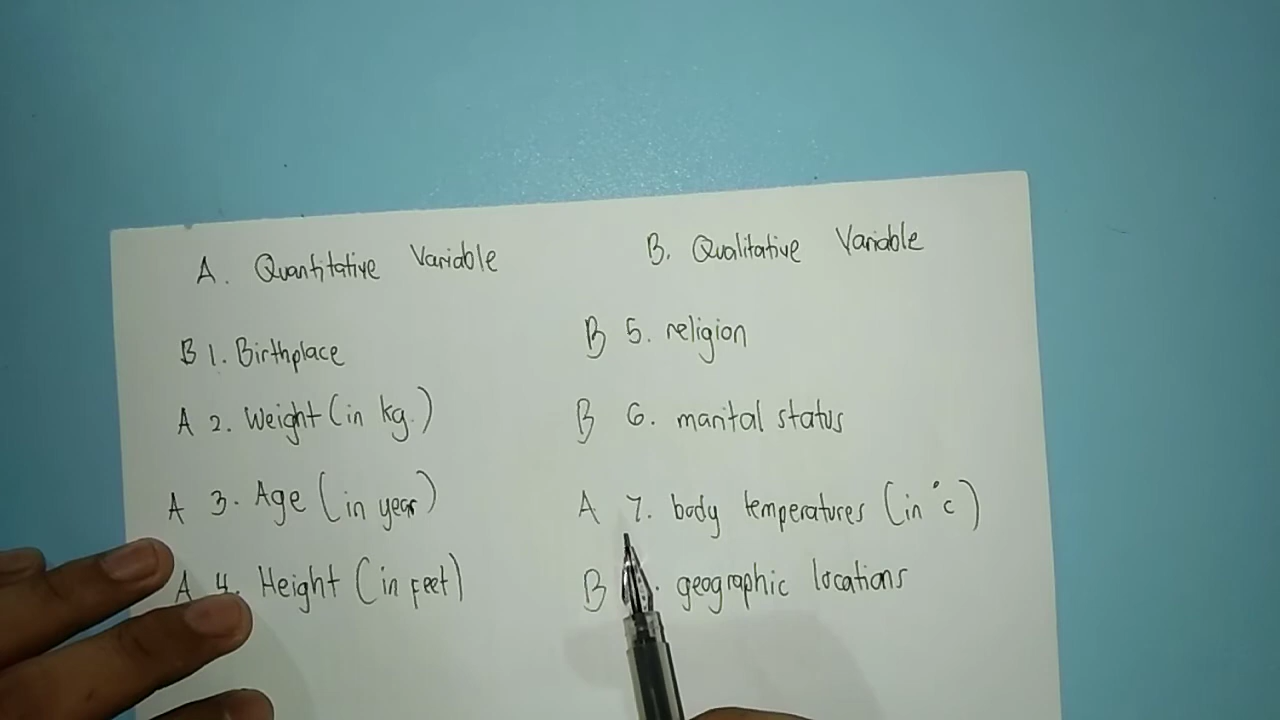 A. Quantitative Variable
B. Qualitative Variable
B 1. Birthplace
A 2. Weight (in kg.)
A 3. Age (in year)
A 4. Height (in feet)
B 5. religion
B 6. marital status
A 7. body temperatures (in °c)
B geographic locations